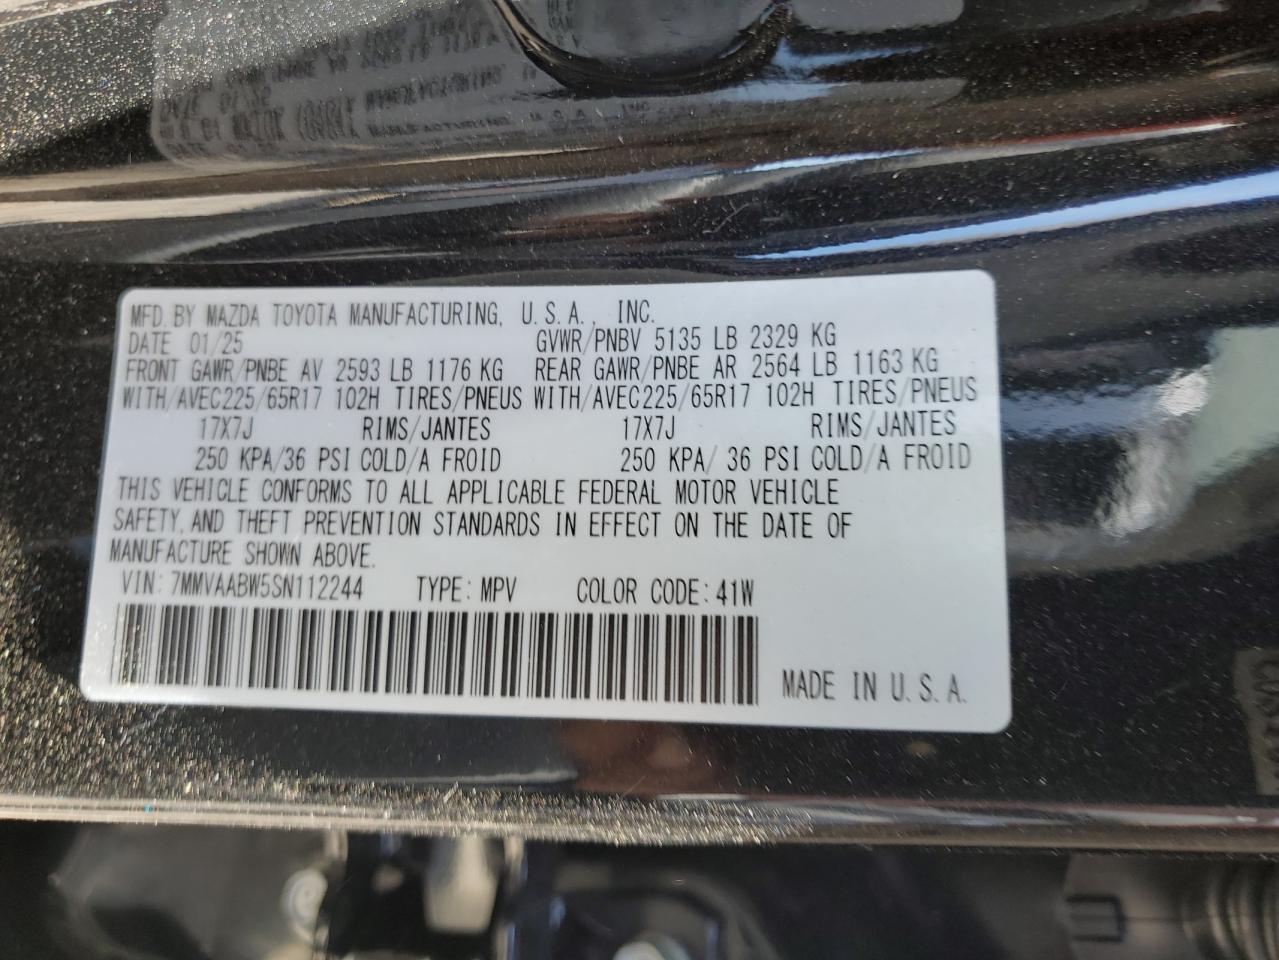 MFD. BY MAZDA TOYOTA MANUFACTURING, U.S.A., INC.
DATE 01/25 GVWR/PNBV 5135 LB 2329 KG
FRONT GAWR/PNBE AV 2593 LB 1176 KG REAR GAWR/PNBE AR 2564 LB 1163 KG
WITH/AVEC225/65R17 102H TIRES/PNEUS WITH/AVEC225/65R17 102H TIRES/PNEUS
17X7J RIMS/JANTES 17X7J RIMS/JANTES
250 KPA/36 PSI COLD/A FROID 250 KPA/ 36 PSI COLD/A FROID
THIS VEHICLE CONFORMS TO ALL APPLICABLE FEDERAL MOTOR VEHICLE
SAFETY, AND THEFT PREVENTION STANDARDS IN EFFECT ON THE DATE OF
MANUFACTURE SHOWN ABOVE.
VIN: 7MMVAABW5SN112244 TYPE: MPV COLOR CODE: 41W
MADE IN U.S.A.